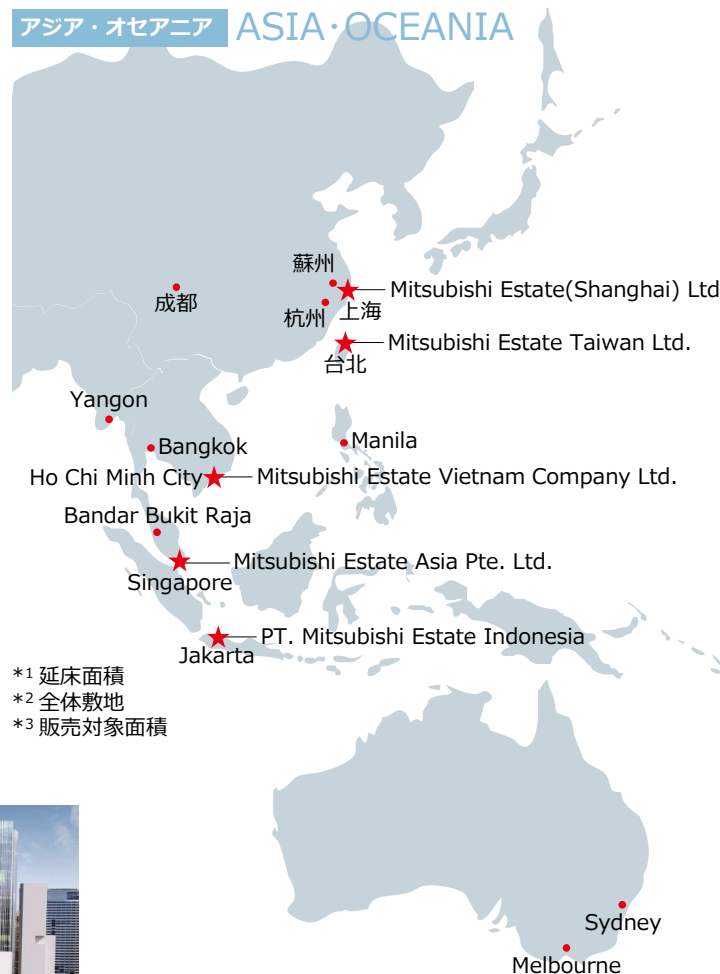 アジア・オセアニア ASIA·OCEANIA
蘇州
成都
杭州
上海 Mitsubishi Estate(Shanghai) Ltd
台北 Mitsubishi Estate Taiwan Ltd.
Yangon
Bangkok
Manila
Ho Chi Minh City Mitsubishi Estate Vietnam Company Ltd.
Bandar Bukit Raja
Mitsubishi Estate Asia Pte. Ltd.
Singapore
PT. Mitsubishi Estate Indonesia
Jakarta
*1 延床面積
*2 全体敷地
*3 販売対象面積
Sydney
Melbourne